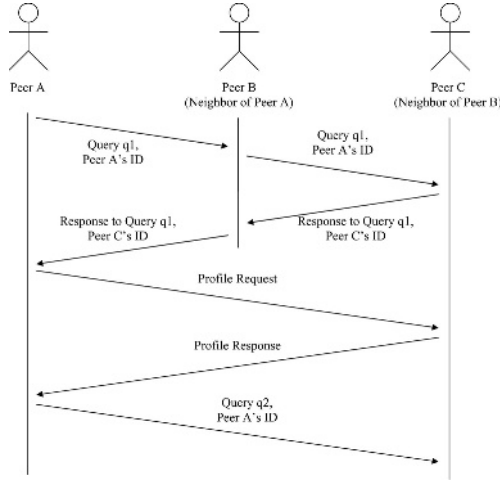 Peer A
Peer B
(Neighbor of Peer A)
Peer C
(Neighbor of Peer B)
Query q1,
Peer A's ID
Query q1,
Peer A's ID
Response to Query q1,
Peer C's ID
Response to Query q1,
Peer C's ID
Profile Request
Profile Response
Query q2,
Peer A's ID